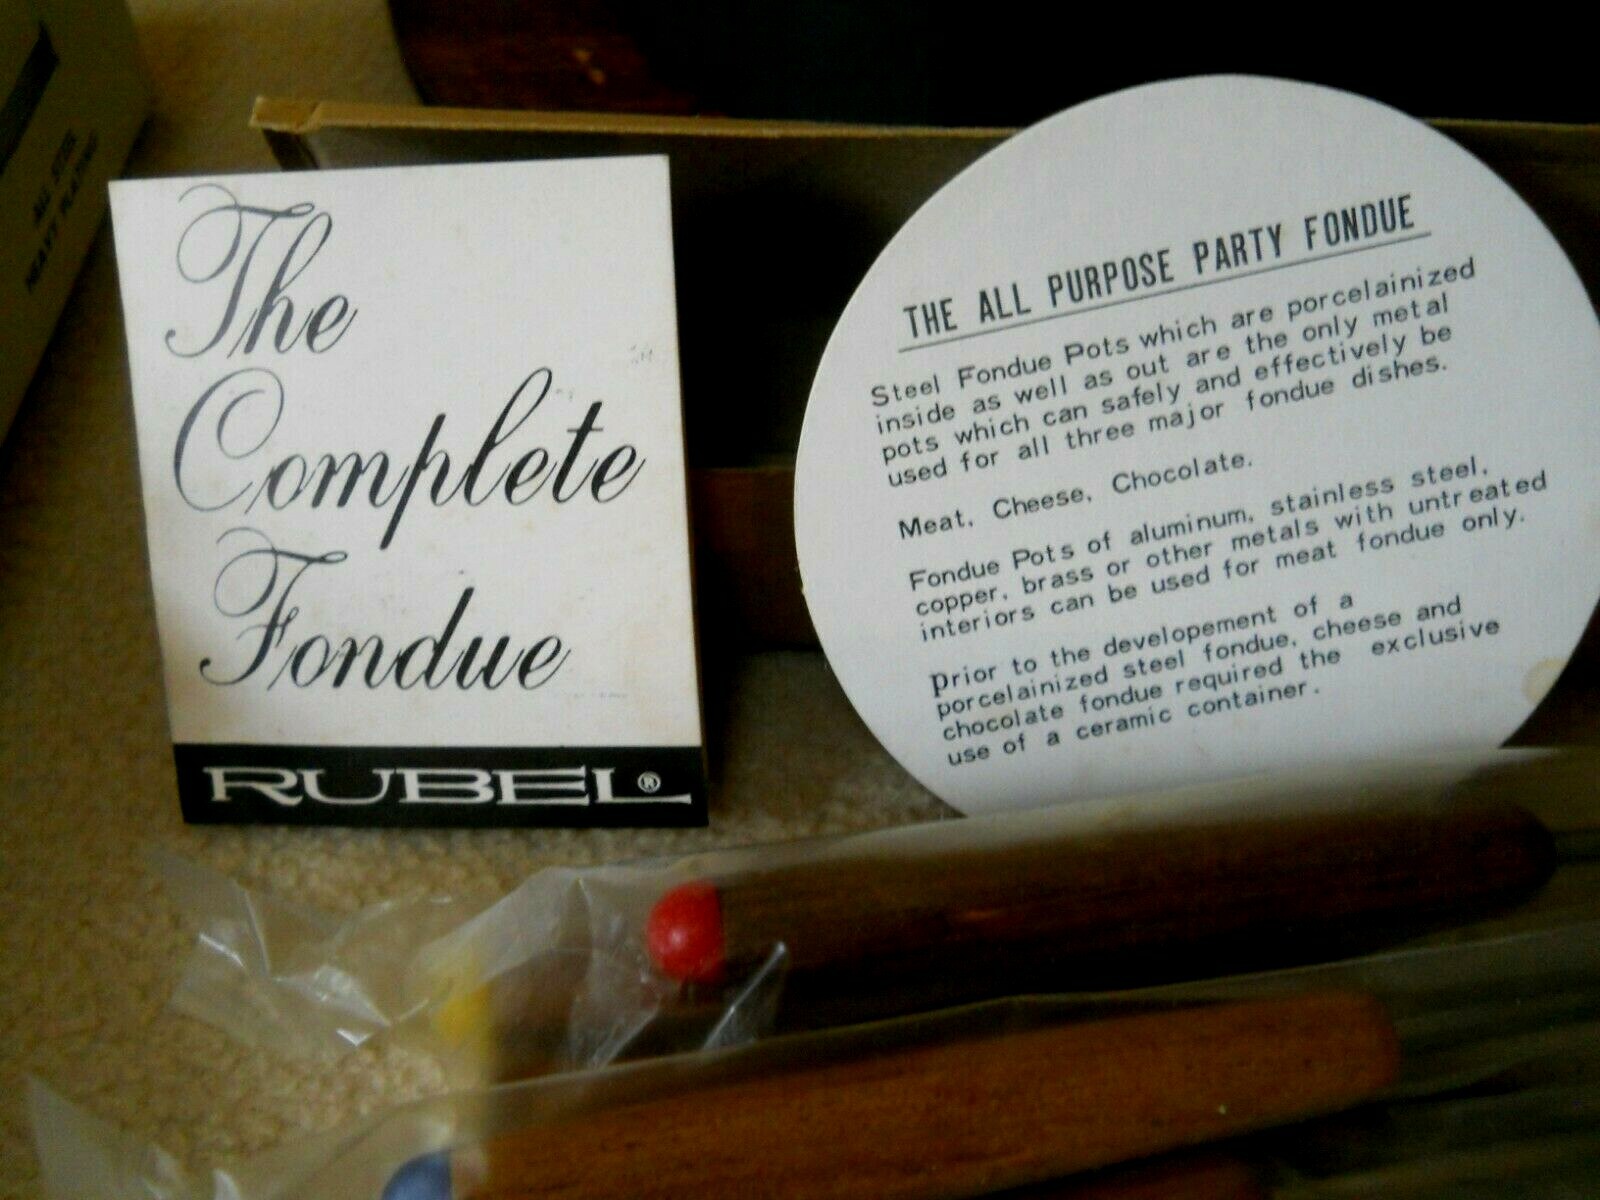 ALL STEEL
HEAVY PLATING
The
Complete
Fondue
RUBEL®
THE ALL PURPOSE PARTY FONDUE
Steel Fondue Pots which are porcelainized
inside as well as out are the only metal
pots which can safely and effectively be
used for all three major fondue dishes.
Meat, Cheese, Chocolate.
Fondue Pots of aluminum, stainless steel,
copper, brass or other metals with untreated
interiors can be used for meat fondue only.
prior to the developement of a
porcelainized steel fondue, cheese and
chocolate fondue required the exclusive
use of a ceramic container.